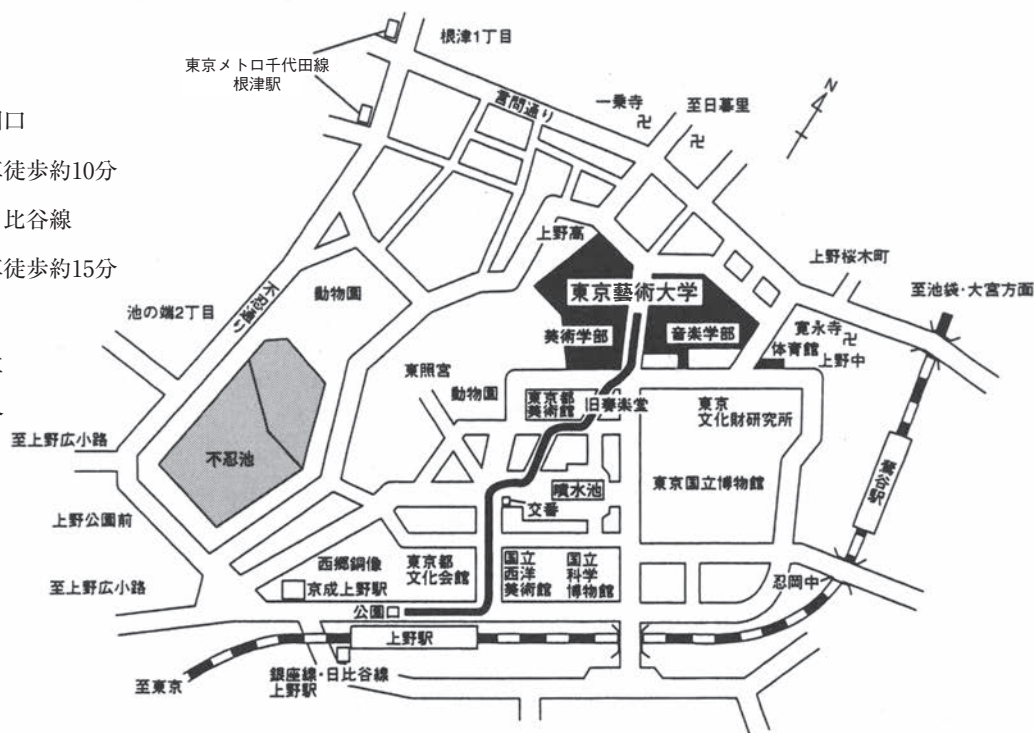 根津1丁目
東京メトロ千代田線
根津駅
言問通り
一乗寺
至日暮里
N
口
徒歩約10分
比谷線
徒歩約15分
上野高
上野桜木町
東京藝術大学
至池袋・大宮方面
動物園
池の端2丁目
不忍通り
美術学部
音楽学部
寛永寺
体育館
上野中
東照宮
動物園
東京都
美術館
旧奏楽堂
東京
文化財研究所
至上野広小路
不忍池
鶯谷駅
噴水池
東京国立博物館
交番
上野公園前
西郷銅像
東京都
文化会館
国立
西洋
美術館
国立
科学
博物館
忍岡中
至上野広小路
京成上野駅
公園口
上野駅
銀座線・日比谷線
上野駅
至東京